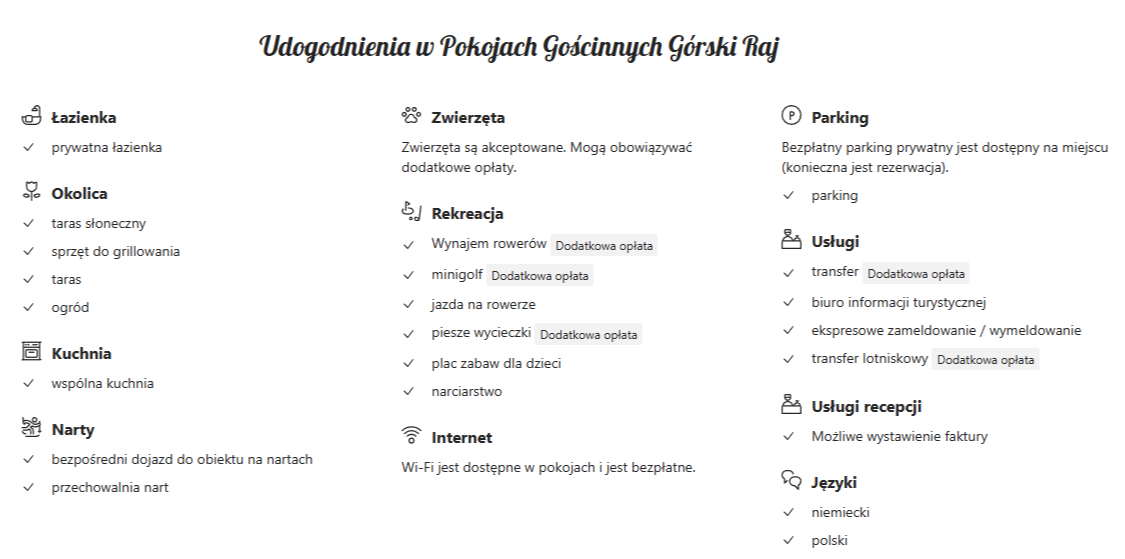 Udogodnienia w Pokojach Gościnnych Górski Raj
Łazienka
prywatna łazienka
Okolica
taras słoneczny
sprzęt do grillowania
taras
ogród
Kuchnia
wspólna kuchnia
Narty
bezpośredni dojazd do obiektu na nartach
przechowalnia nart
Zwierzęta
Zwierzęta są akceptowane. Mogą obowiązywać
dodatkowe opłaty.
Rekreacja
Wynajem rowerów Dodatkowa opłata
minigolf Dodatkowa opłata
jazda na rowerze
piesze wycieczki Dodatkowa opłata
plac zabaw dla dzieci
narciarstwo
Internet
Wi-Fi jest dostępne w pokojach i jest bezpłatne.
P
Parking
Bezpłatny parking prywatny jest dostępny na miejscu
(konieczna jest rezerwacja).
parking
Usługi
transfer Dodatkowa opłata
biuro informacji turystycznej
ekspresowe zameldowanie / wymeldowanie
transfer lotniskowy Dodatkowa opłata
Usługi recepcji
Możliwe wystawienie faktury
Języki
niemiecki
polski